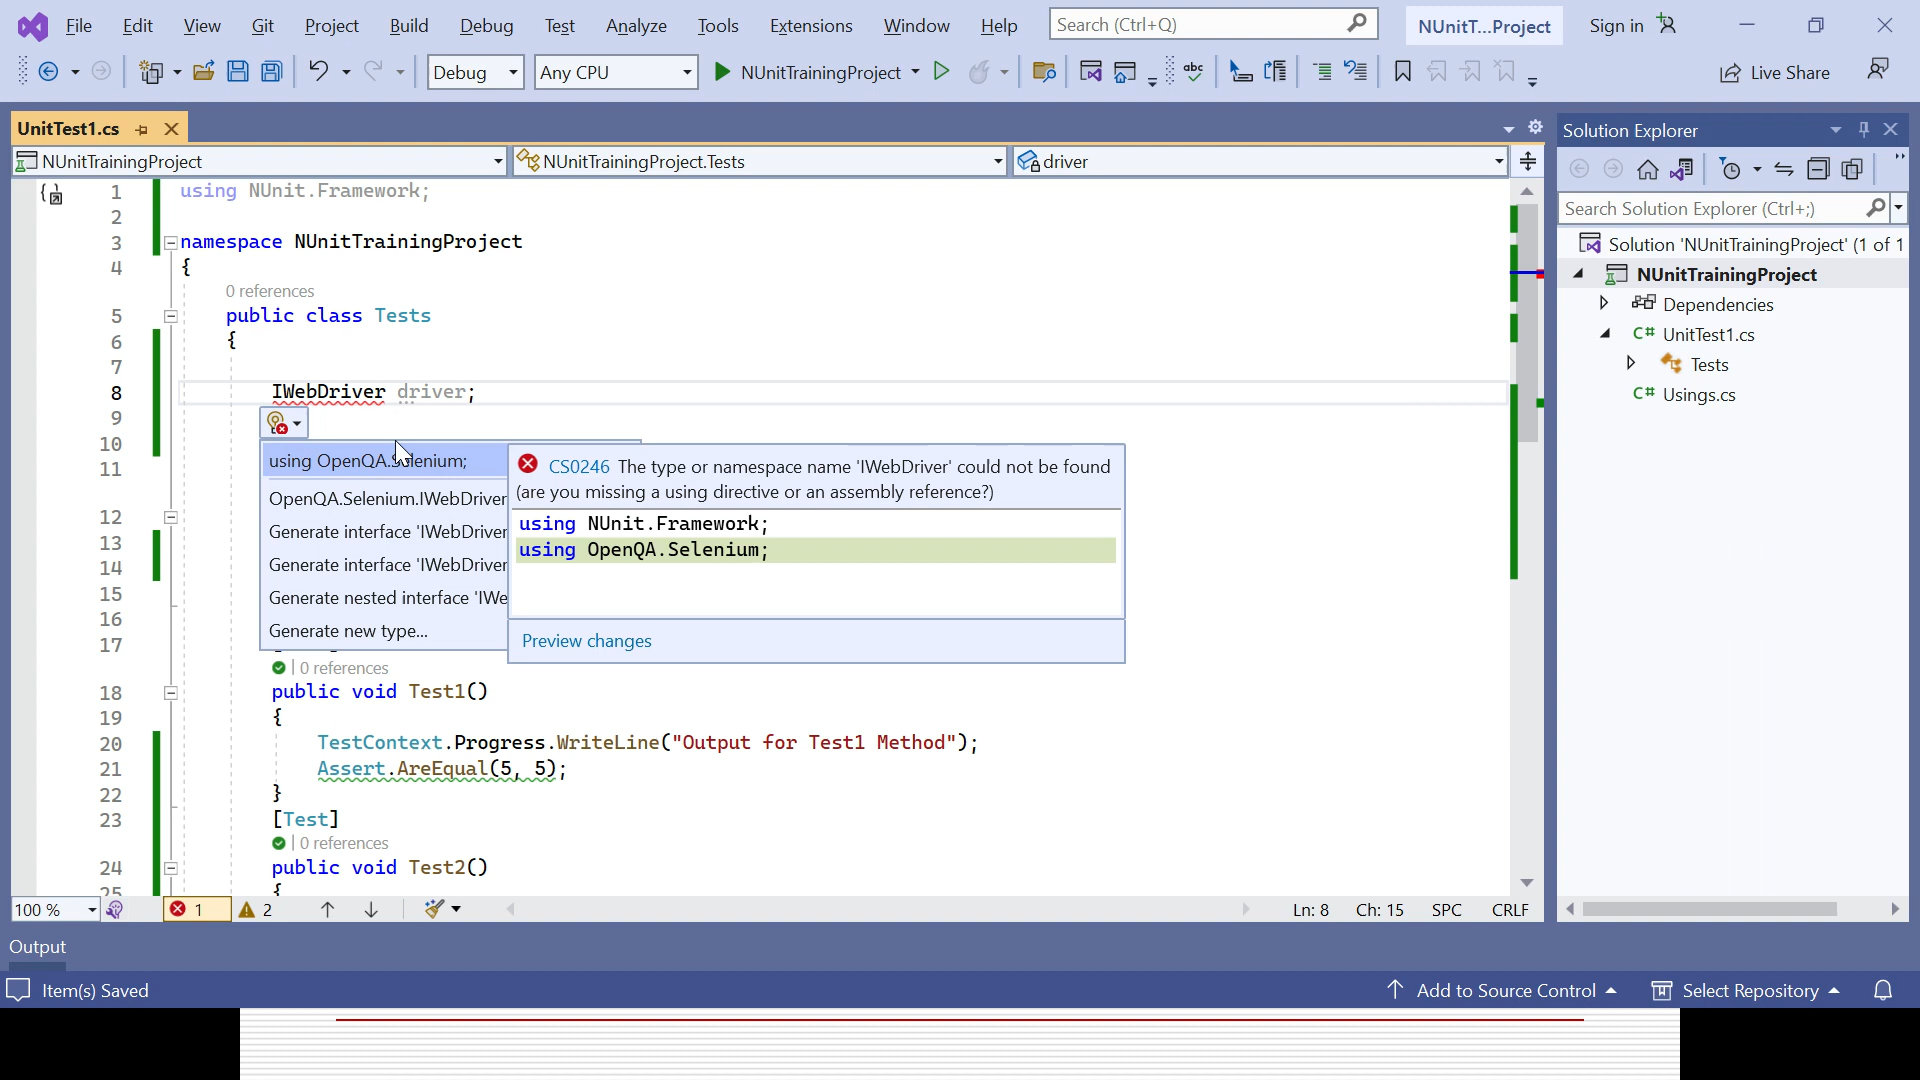 File Edit View Git Project Build Debug Test Analyze Tools Extensions Window Help Search (Ctrl+Q) NUnitT...Project Sign in
Debug Any CPU NUnitTrainingProject Live Share
UnitTest1.cs
NUnitTrainingProject NUnitTrainingProject.Tests driver
1 using NUnit.Framework;
2
3 namespace NUnitTrainingProject
4 {
0 references
5 public class Tests
6 {
7
8 IWebDriver driver;
9
10
11
12
13
14
15
16
17
using OpenQA.Selenium;
OpenQA.Selenium.IWebDriver
Generate interface 'IWebDriver
Generate interface 'IWebDriver
Generate nested interface 'IWe
Generate new type...
CS0246 The type or namespace name 'IWebDriver' could not be found
(are you missing a using directive or an assembly reference?)
using NUnit.Framework;
using OpenQA.Selenium;
Preview changes
0 references
18 public void Test1()
19 {
20 TestContext.Progress.WriteLine("Output for Test1 Method");
21 Assert.AreEqual(5, 5);
22 }
23 [Test]
0 references
24 public void Test2()
25 {
100 % 1 2 Ln: 8 Ch: 15 SPC CRLF
Solution Explorer
Search Solution Explorer (Ctrl+;)
Solution 'NUnitTrainingProject' (1 of 1
NUnitTrainingProject
Dependencies
C# UnitTest1.cs
Tests
C# Usings.cs
Output
Item(s) Saved Add to Source Control Select Repository